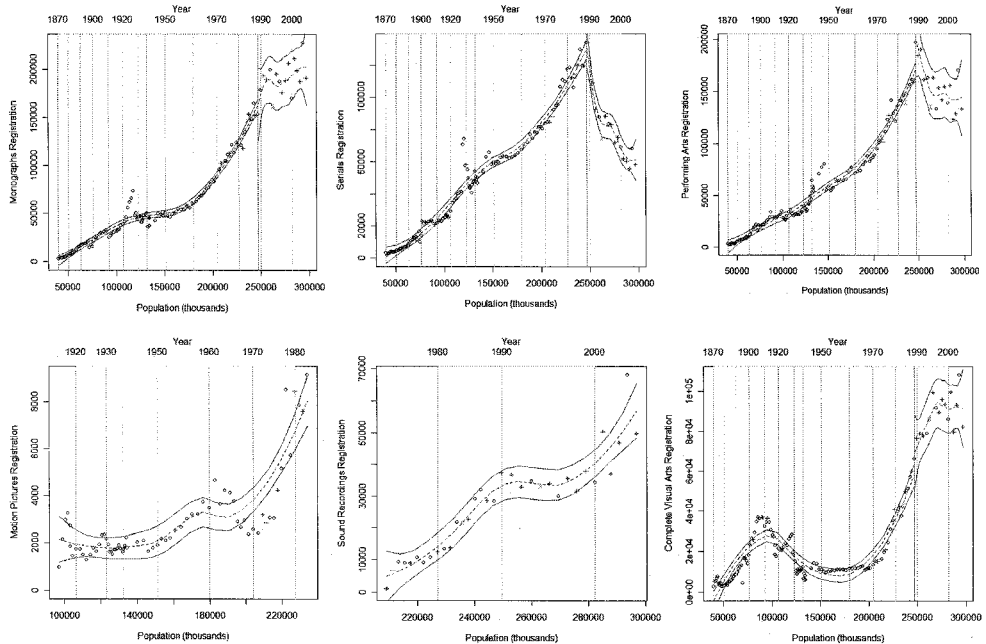 Year
1870 1900 1920 1950 1970 1990 2000
Monographs Registration
0 50000 100000 150000 200000
50000 100000 150000 200000 250000 300000
Population (thousands)
Year
1870 1900 1920 1950 1970 1990 2000
Serials Registration
0 20000 60000 100000
50000 100000 150000 200000 250000 300000
Population (thousands)
Year
1870 1900 1920 1950 1970 1990 2000
Performing Arts Registration
0 50000 100000 150000 200000
50000 100000 150000 200000 250000 300000
Population (thousands)
Year
1920 1930 1950 1960 1970 1980
Motion Pictures Registration
0 2000 4000 6000 8000
100000 140000 180000 220000
Population (thousands)
Year
1980 1990 2000
Sound Recordings Registration
0 10000 30000 50000 70000
220000 240000 260000 280000 300000
Population (thousands)
Year
1870 1900 1920 1950 1970 1990 2000
Complete Visual Arts Registration
0e+00 2e+04 4e+04 6e+04 8e+04 1e+05
50000 100000 150000 200000 250000 300000
Population (thousands)